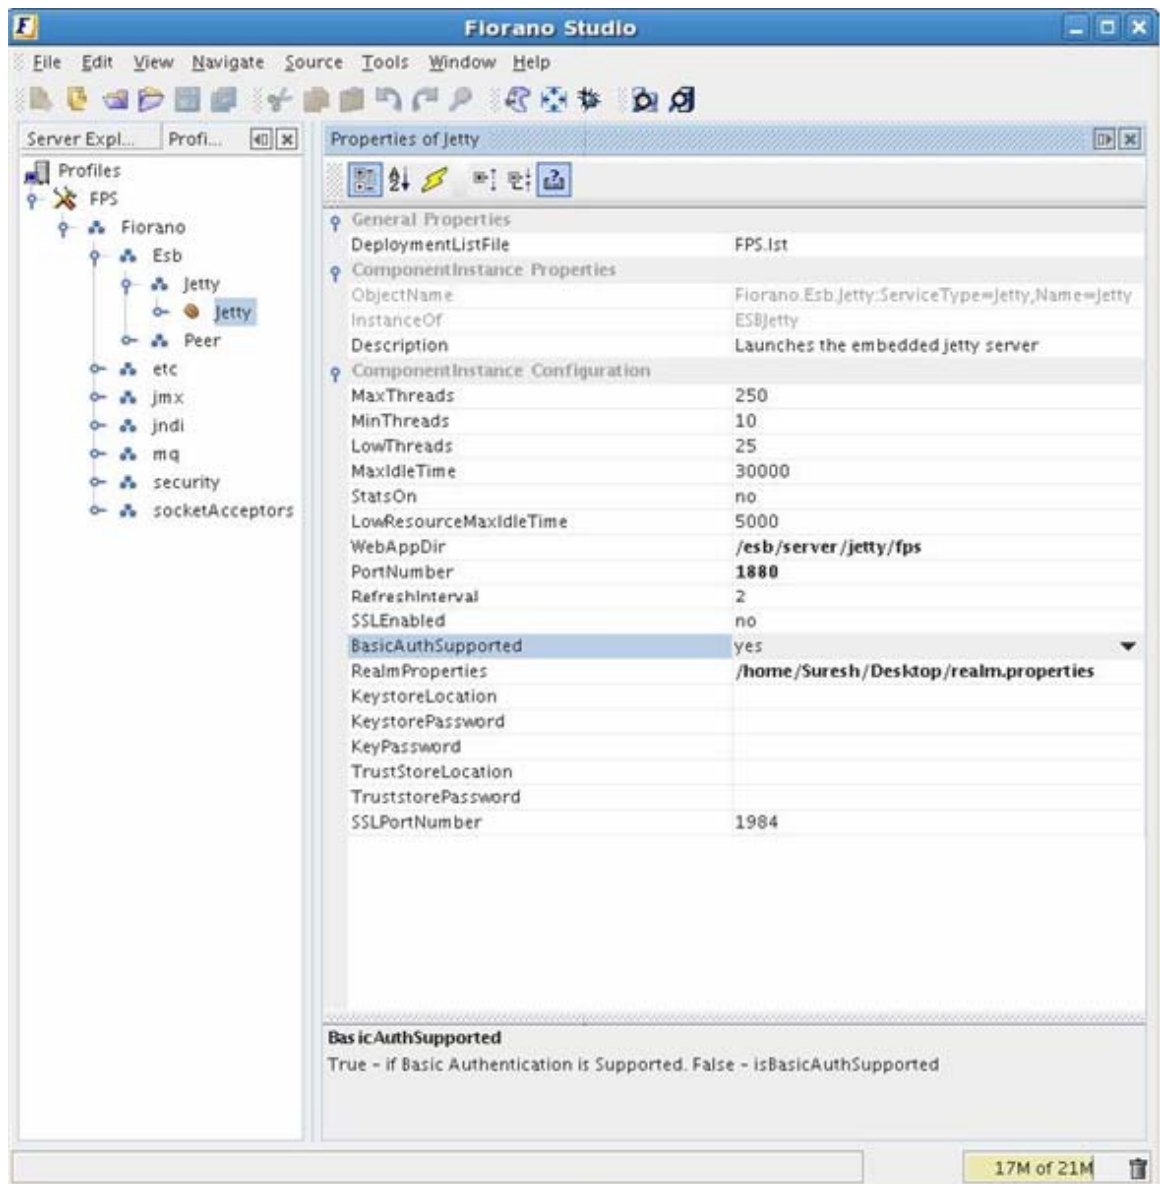 Fiorano Studio
File Edit View Navigate Source Tools Window Help
Server Expl... Profi...
Profiles
FPS
Fiorano
Esb
Jetty
Jetty
Peer
etc
jmx
jndi
mq
security
socketAcceptors
Properties of Jetty
General Properties
DeploymentListFile FPS.lst
ComponentInstance Properties
ObjectName Fiorano.Esb.Jetty:ServiceType=Jetty,Name=Jetty
InstanceOf ESBJetty
Description Launches the embedded jetty server
ComponentInstance Configuration
MaxThreads 250
MinThreads 10
LowThreads 25
MaxIdleTime 30000
StatsOn no
LowResourceMaxIdleTime 5000
WebAppDir /esb/server/jetty/fps
PortNumber 1880
RefreshInterval 2
SSLEnabled no
BasicAuthSupported yes
RealmProperties /home/Suresh/Desktop/realm.properties
KeystoreLocation
KeystorePassword
KeyPassword
TrustStoreLocation
TruststorePassword
SSLPortNumber 1984
BasicAuthSupported
True - if Basic Authentication is Supported. False - isBasicAuthSupported
17M of 21M